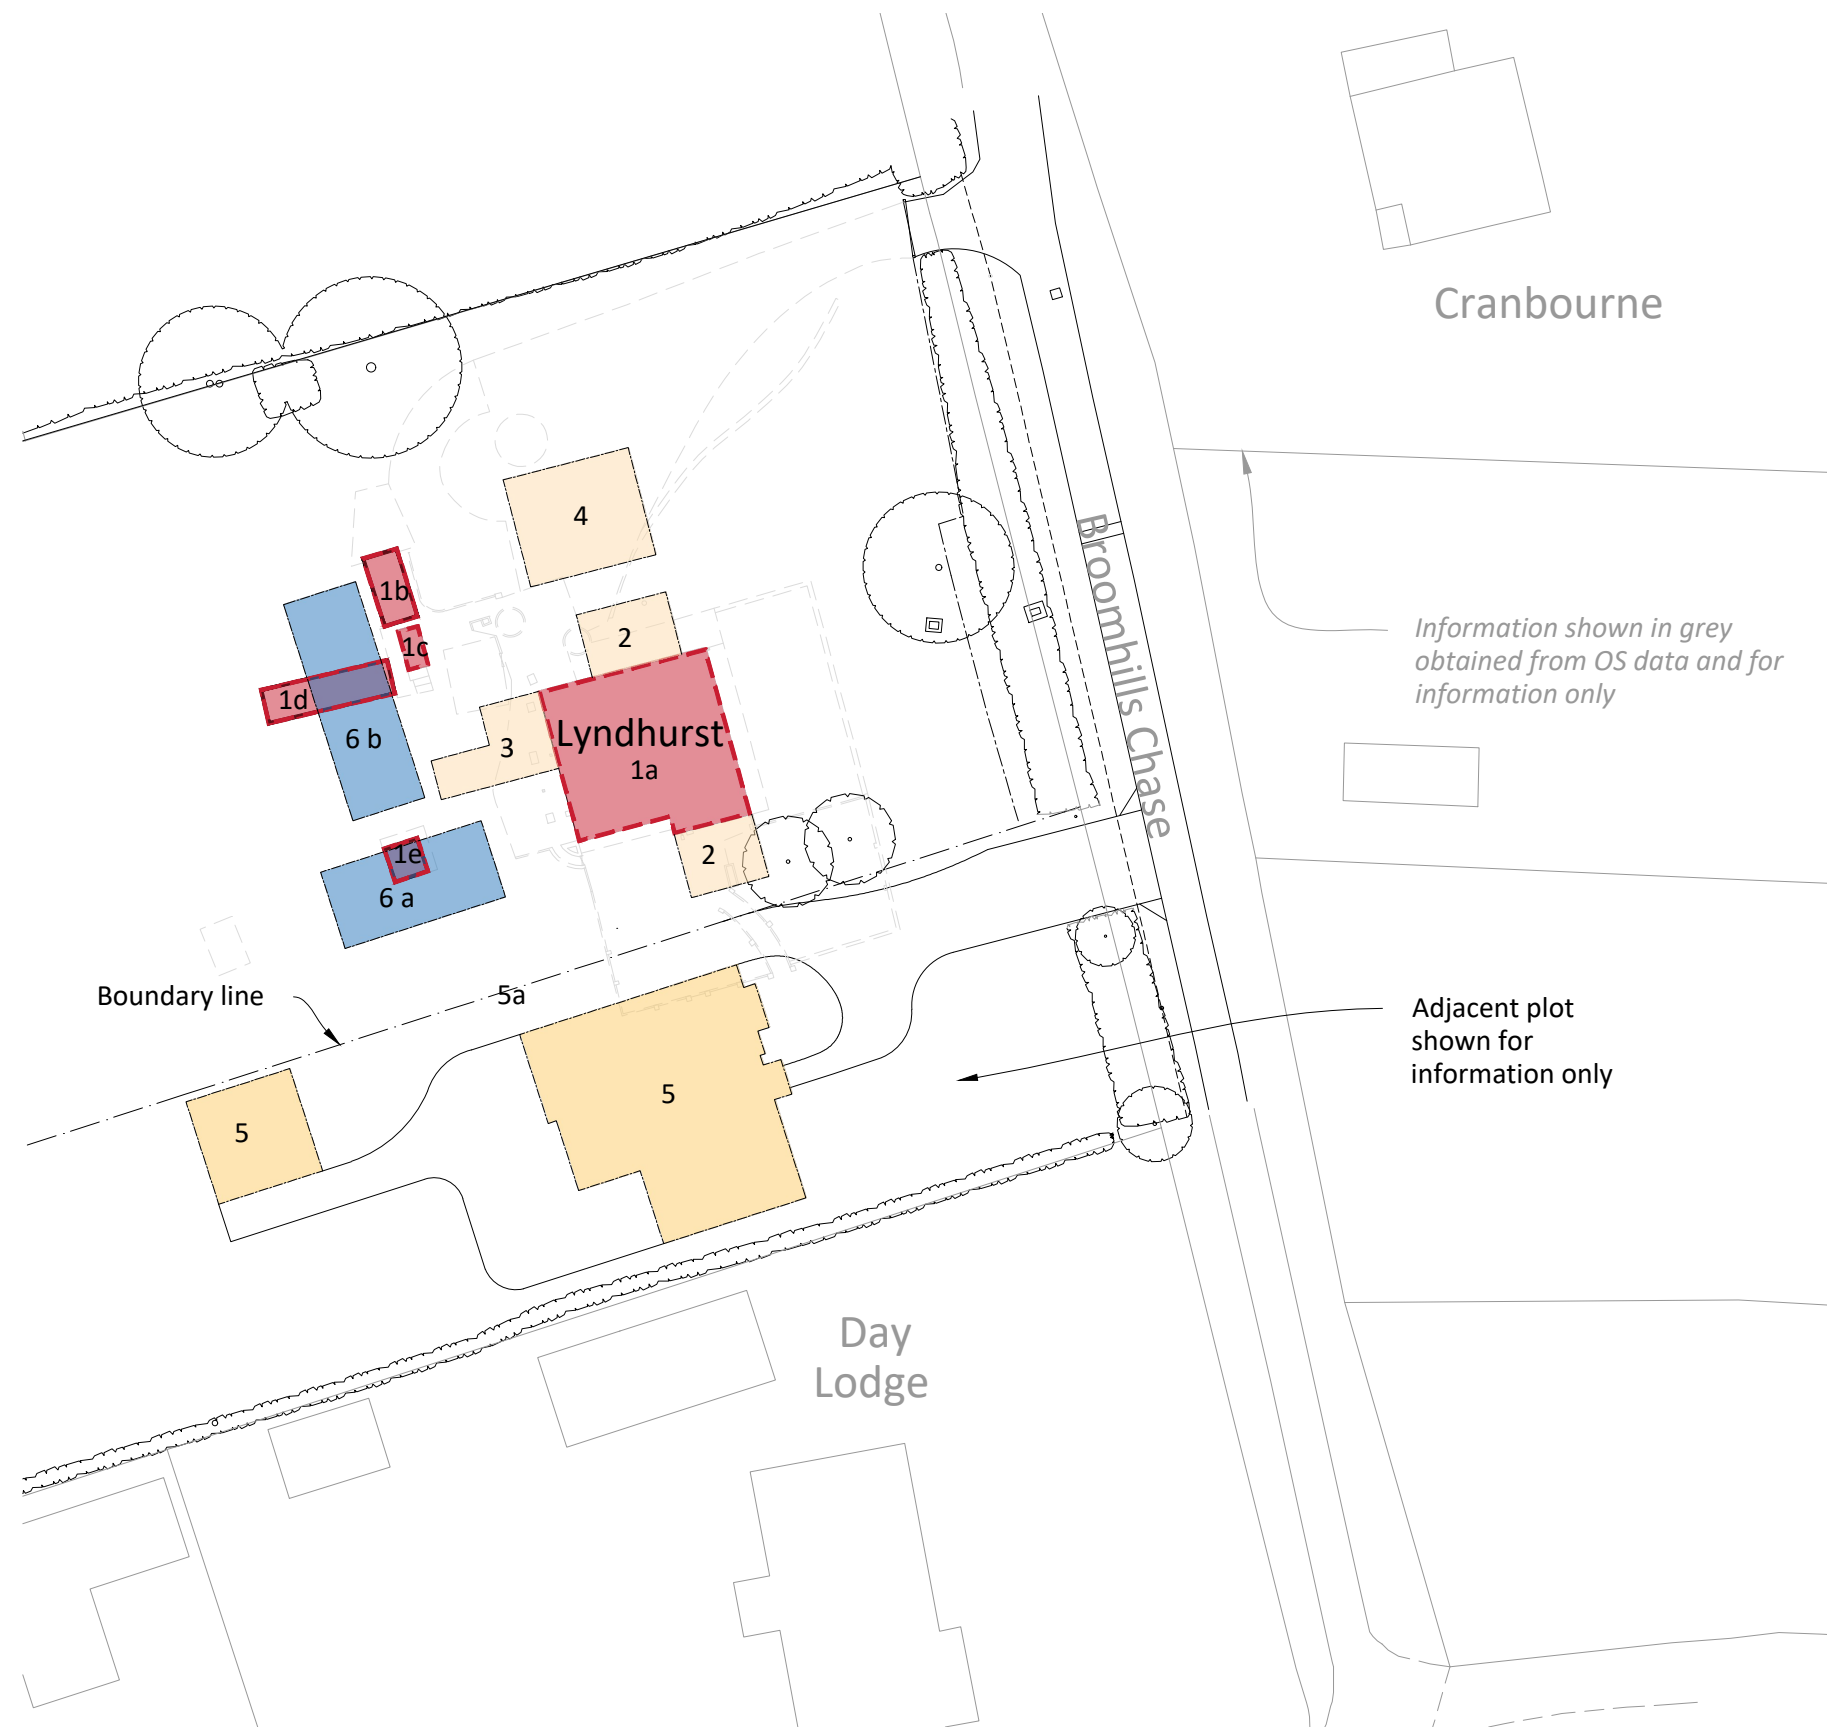 Cranbourne
4
1b
Broomhills Chase
1c
2
Information shown in grey
obtained from OS data and for
information only
1d
6 b
3
Lyndhurst
1a
1e
2
6 a
Boundary line
5a
Adjacent plot
shown for
information only
5
5
Day
Lodge